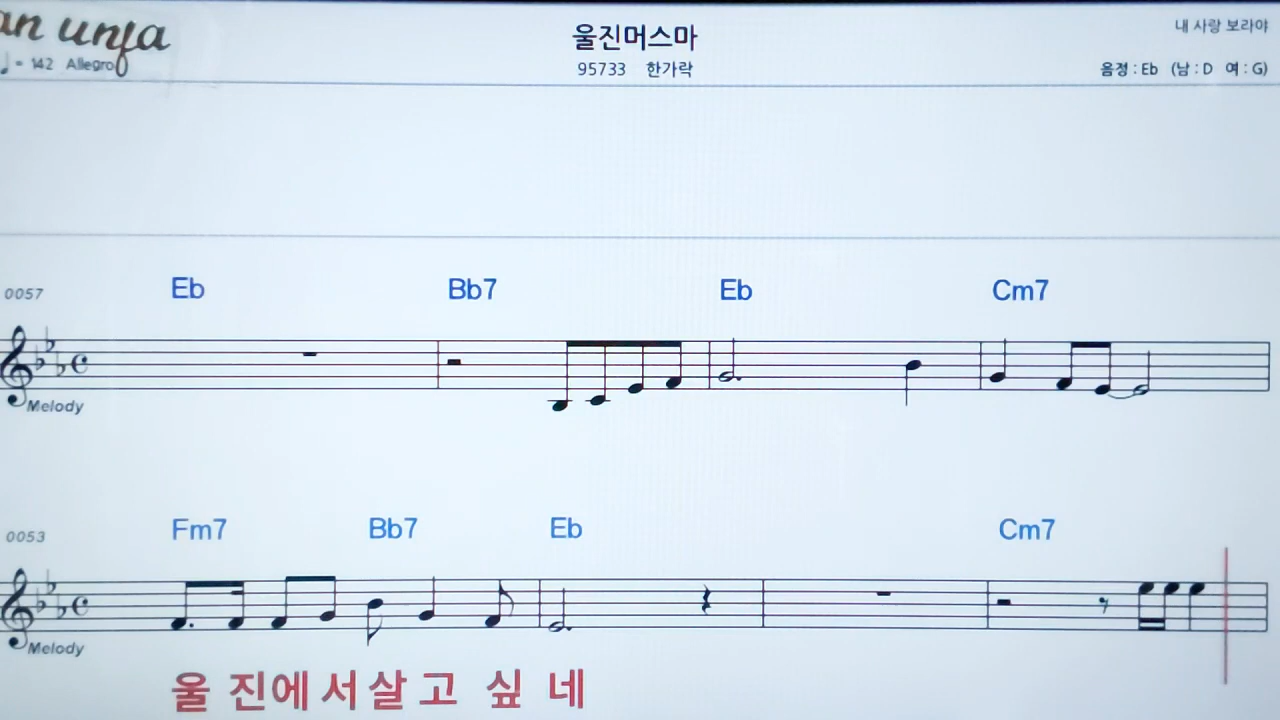 울진머스마
내 사랑 보라야
♩= 142 Allegro
95733 한가락
음정 : Eb (남 : D 여 : G)
0057 Eb Bb7 Eb Cm7
Melody
0053 Fm7 Bb7 Eb Cm7
Melody
울 진에 서 살 고 싶 네